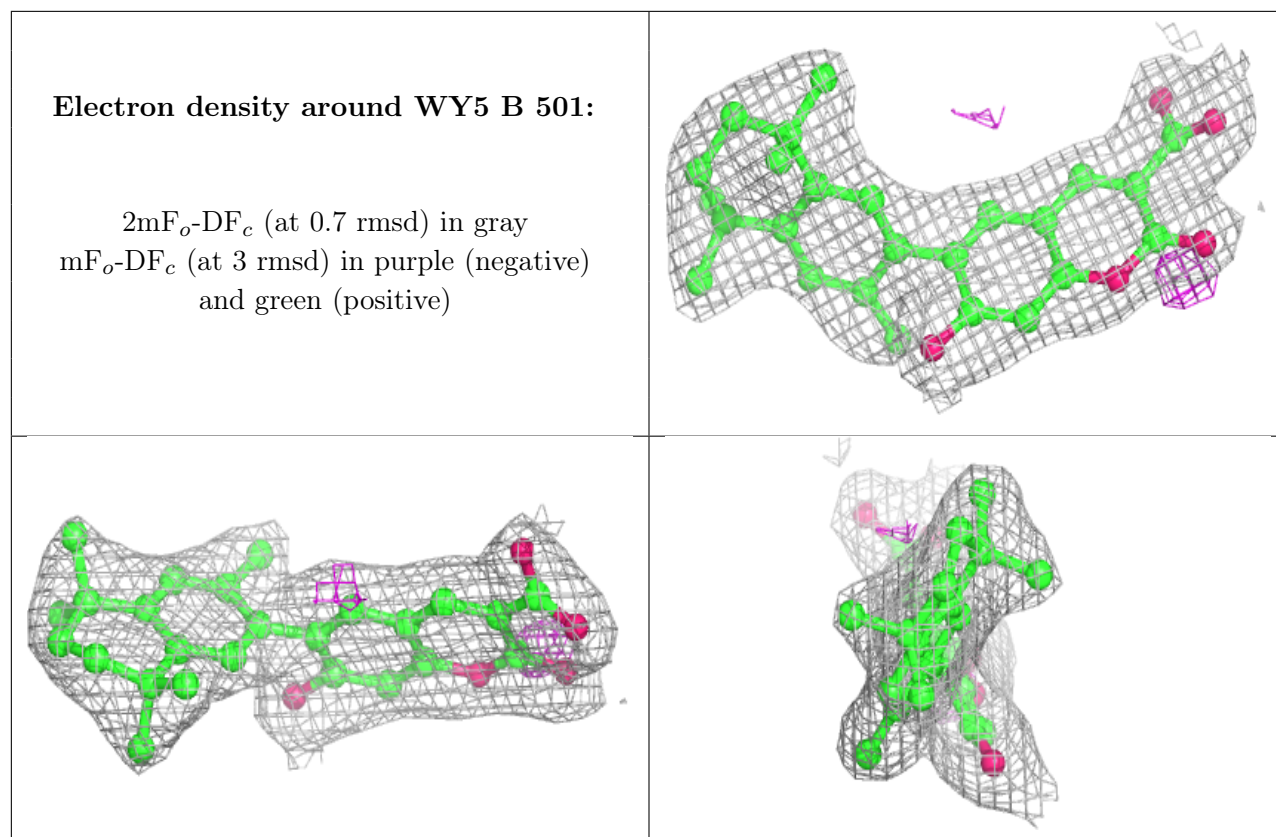 Electron density around WY5 B 501:
2mFo-DFc (at 0.7 rmsd) in gray
mFo-DFc (at 3 rmsd) in purple (negative)
and green (positive)